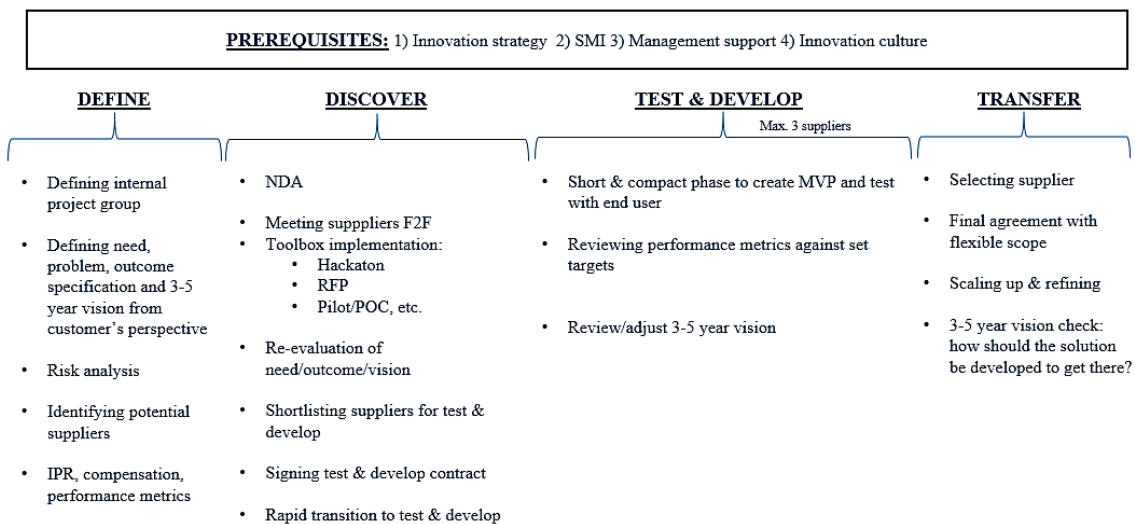 PREREQUISITES: 1) Innovation strategy 2) SMI 3) Management support 4) Innovation culture
DEFINE
• Defining internal
project group
• Defining need,
problem, outcome
specification and 3-5
year vision from
customer's perspective
• Risk analysis
• Identifying potential
suppliers
• IPR, compensation,
performance metrics
DISCOVER
• NDA
• Meeting supppliers F2F
• Toolbox implementation:
• Hackaton
• RFP
• Pilot/POC, etc.
• Re-evaluation of
need/outcome/vision
• Shortlisting suppliers for test &
develop
• Signing test & develop contract
• Rapid transition to test & develop
TEST & DEVELOP
Max. 3 suppliers
• Short & compact phase to create MVP and test
with end user
• Reviewing performance metrics against set
targets
• Review/adjust 3-5 year vision
TRANSFER
• Selecting supplier
• Final agreement with
flexible scope
• Scaling up & refining
• 3-5 year vision check:
how should the solution
be developed to get there?